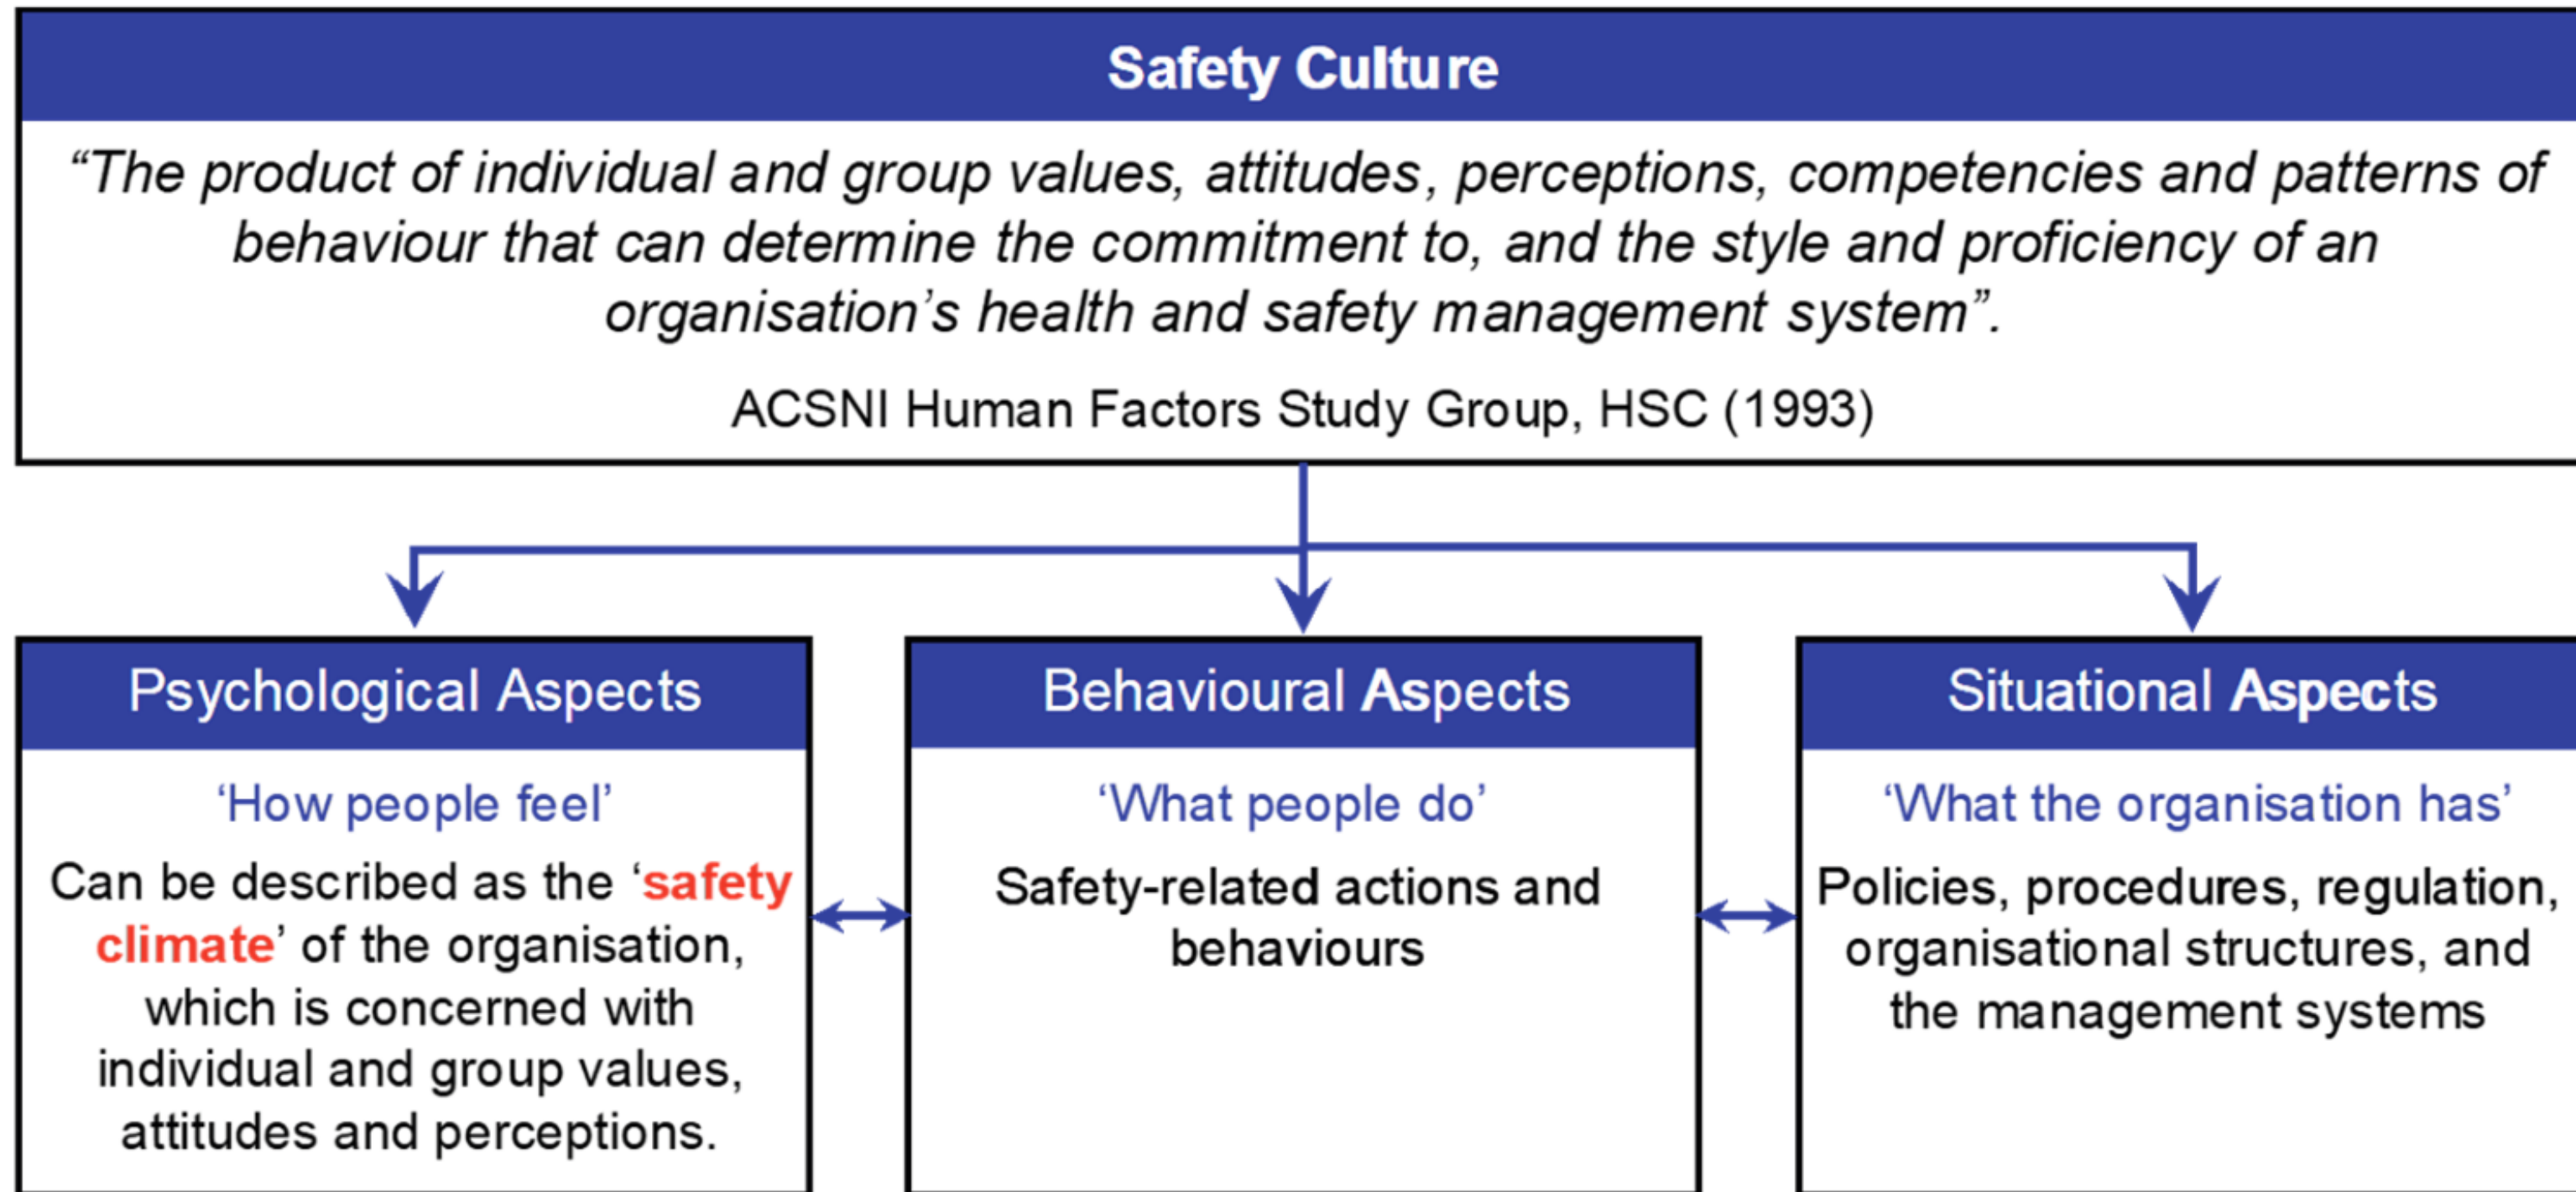 Safety Culture
“The product of individual and group values, attitudes, perceptions, competencies and patterns of
behaviour that can determine the commitment to, and the style and proficiency of an
organisation’s health and safety management system”.
ACSNI Human Factors Study Group, HSC (1993)
Psychological Aspects
‘How people feel’
Can be described as the ‘safety
climate’ of the organisation,
which is concerned with
individual and group values,
attitudes and perceptions.
Behavioural Aspects
‘What people do’
Safety-related actions and
behaviours
Situational Aspects
‘What the organisation has’
Policies, procedures, regulation,
organisational structures, and
the management systems